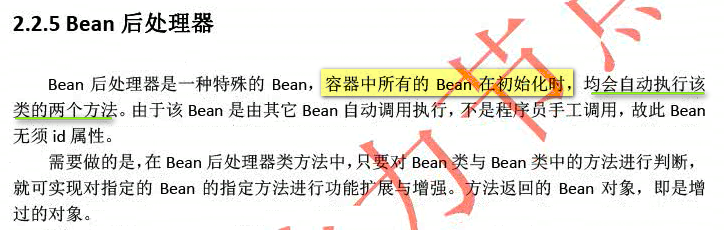 2.2.5 Bean 后处理器
Bean 后处理器是一种特殊的 Bean，容器中所有的 Bean 在初始化时，均会自动执行该
类的两个方法。由于该 Bean 是由其它 Bean 自动调用执行，不是程序员手工调用，故此 Bean
无须 id 属性。
需要做的是，在 Bean 后处理器类方法中，只要对 Bean 类与 Bean 类中的方法进行判断，
就可实现对指定的 Bean 的指定方法进行功能扩展与增强。方法返回的 Bean 对象，即是增
过的对象。
力节点